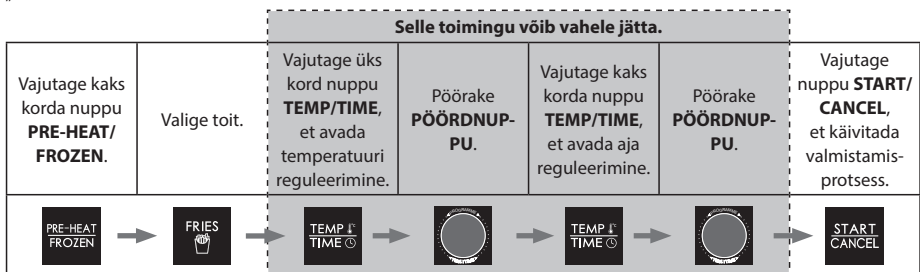 Selle toimingu võib vahele jätta.
Vajutage kaks
korda nuppu
PRE-HEAT/
FROZEN.
Valige toit.
Vajutage üks
kord nuppu
TEMP/TIME,
et avada
temperatuuri
reguleerimine.
Pöörake
PÖÖRDNUP-
PU.
Vajutage kaks
korda nuppu
TEMP/TIME,
et avada aja
reguleerimine.
Pöörake
PÖÖRDNUP-
PU.
Vajutage
nuppu START/
CANCEL,
et käivitada
valmistamis-
protsess.
PRE-HEAT
FROZEN
FRIES
TEMP
TIME
TEMP
TIME
START
CANCEL